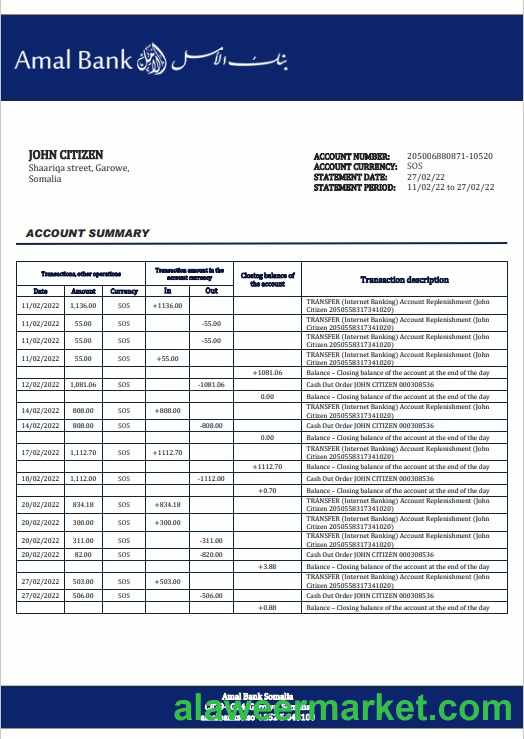 Amal Bank بنك الأمل
JOHN CITIZEN
Shaariqa street, Garowe,
Somalia
ACCOUNT NUMBER: 205006880871-10520
ACCOUNT CURRENCY: SOS
STATEMENT DATE: 27/02/22
STATEMENT PERIOD: 11/02/22 to 27/02/22
ACCOUNT SUMMARY
Transactions, other operations Transaction amount in the account currency Closing balance of the account Transaction description
Date Amount Currency In Out
11/02/2022 1,136.00 SOS +1136.00 TRANSFER (Internet Banking) Account Replenishment (John
Citizen 2050558317341020)
11/02/2022 55.00 SOS -55.00 TRANSFER (Internet Banking) Account Replenishment (John
Citizen 2050558317341020)
11/02/2022 55.00 SOS -55.00 TRANSFER (Internet Banking) Account Replenishment (John
Citizen 2050558317341020)
11/02/2022 55.00 SOS +55.00 TRANSFER (Internet Banking) Account Replenishment (John
Citizen 2050558317341020)
+1081.06 Balance – Closing balance of the account at the end of the day
12/02/2022 1,081.06 SOS -1081.06 Cash Out Order JOHN CITIZEN 000308536
0.00 Balance – Closing balance of the account at the end of the day
14/02/2022 808.00 SOS +808.00 TRANSFER (Internet Banking) Account Replenishment (John
Citizen 2050558317341020)
14/02/2022 808.00 SOS -808.00 Cash Out Order JOHN CITIZEN 000308536
0.00 Balance – Closing balance of the account at the end of the day
17/02/2022 1,112.70 SOS +1112.70 TRANSFER (Internet Banking) Account Replenishment (John
Citizen 2050558317341020)
+1112.70 Balance – Closing balance of the account at the end of the day
18/02/2022 1,112.00 SOS -1112.00 Cash Out Order JOHN CITIZEN 000308536
+0.70 Balance – Closing balance of the account at the end of the day
20/02/2022 834.18 SOS +834.18 TRANSFER (Internet Banking) Account Replenishment (John
Citizen 2050558317341020)
20/02/2022 300.00 SOS +300.00 TRANSFER (Internet Banking) Account Replenishment (John
Citizen 2050558317341020)
20/02/2022 311.00 SOS -311.00 TRANSFER (Internet Banking) Account Replenishment (John
Citizen 2050558317341020)
20/02/2022 82.00 SOS -820.00 Cash Out Order JOHN CITIZEN 000308536
+3.88 Balance – Closing balance of the account at the end of the day
27/02/2022 503.00 SOS +503.00 TRANSFER (Internet Banking) Account Replenishment (John
Citizen 2050558317341020)
27/02/2022 506.00 SOS -506.00 Cash Out Order JOHN CITIZEN 000308536
+0.88 Balance – Closing balance of the account at the end of the day
Amal Bank Somalia
alaweermarket.com